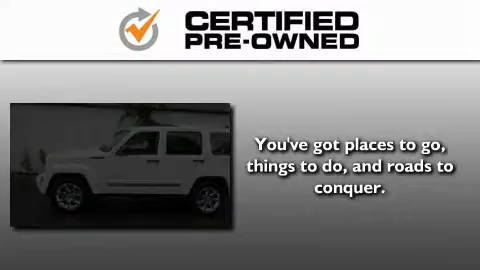 CERTIFIED
PRE-OWNED
You've got places to go,
things to do, and roads to
conquer.